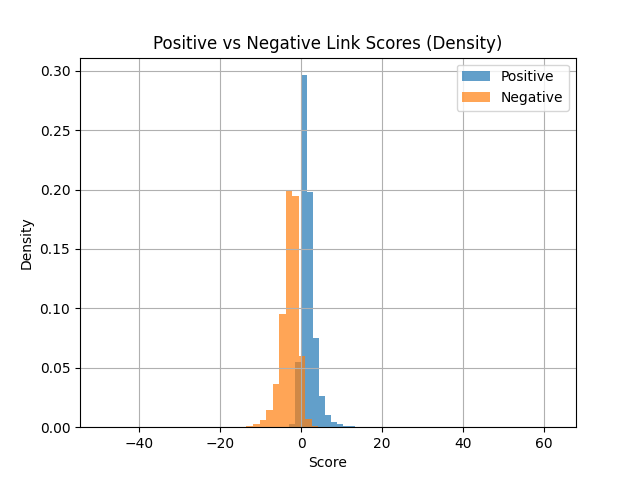 Positive vs Negative Link Scores (Density)
Positive
Negative
Density
0.30
0.25
0.20
0.15
0.10
0.05
0.00
−40
−20
0
20
40
60
Score